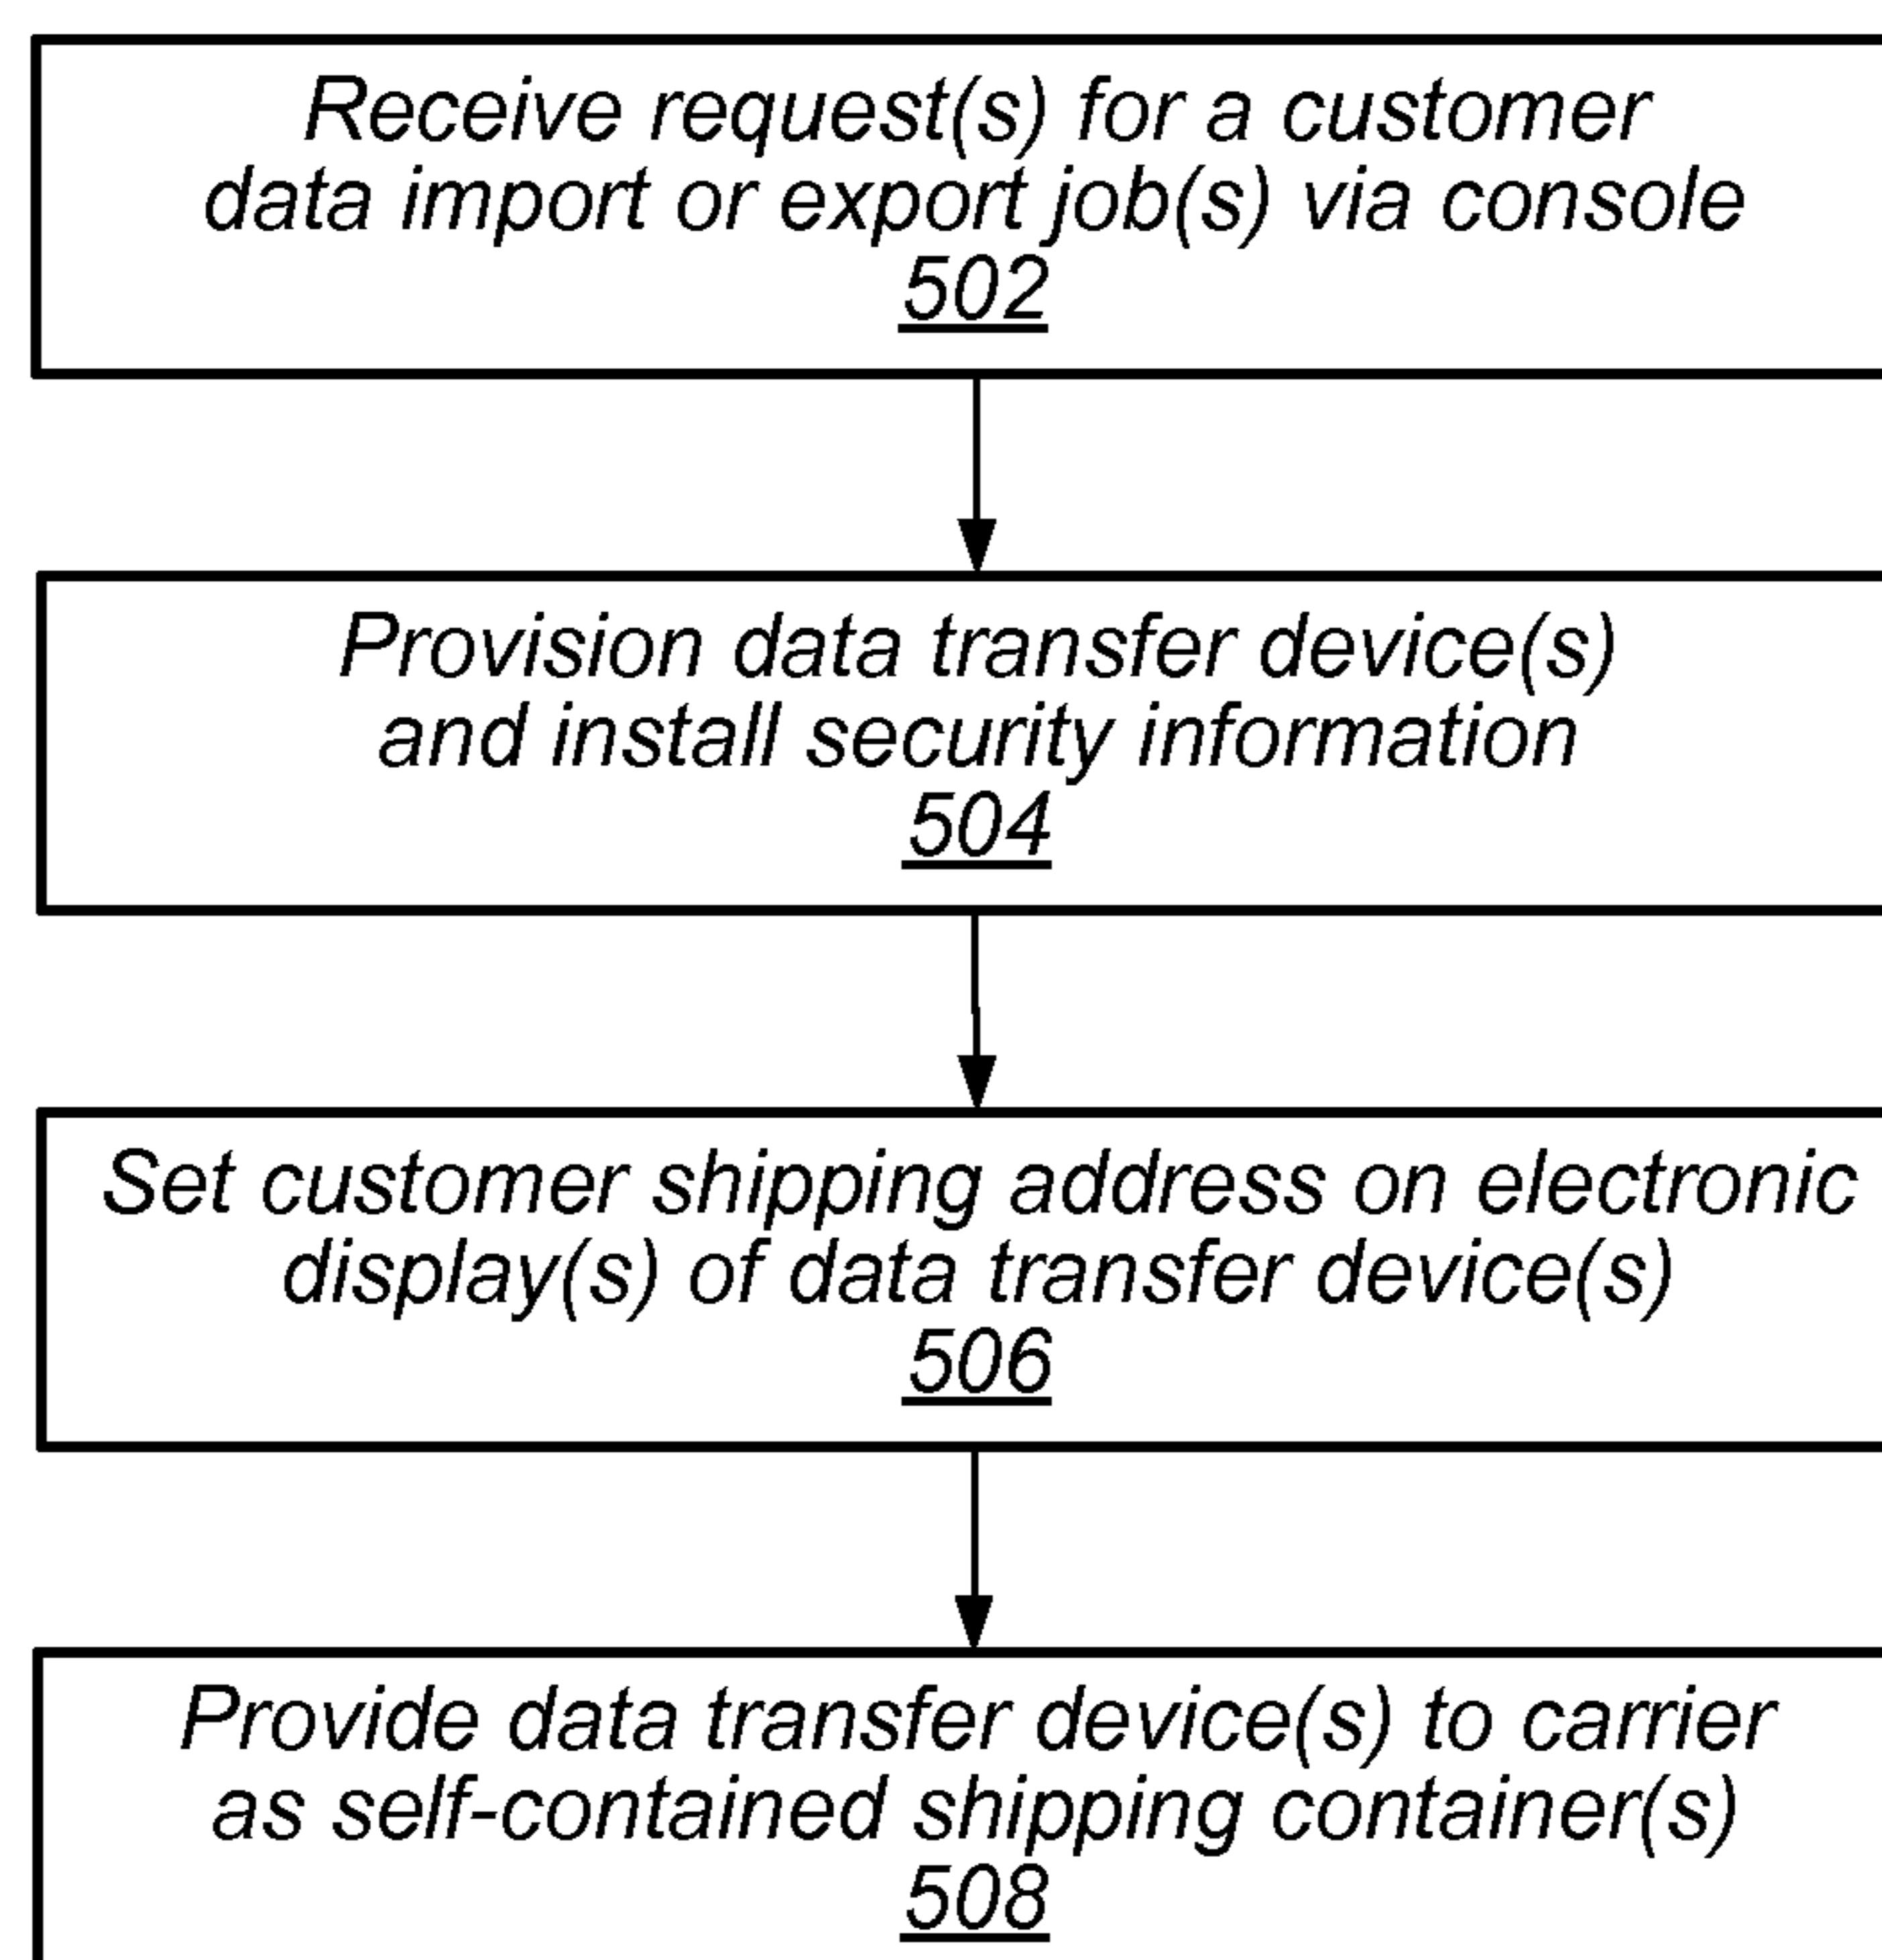 Receive request(s) for a customer
data import or export job(s) via console
502
Provision data transfer device(s)
and install security information
504
Set customer shipping address on electronic
display(s) of data transfer device(s)
506
Provide data transfer device(s) to carrier
as self-contained shipping container(s)
508